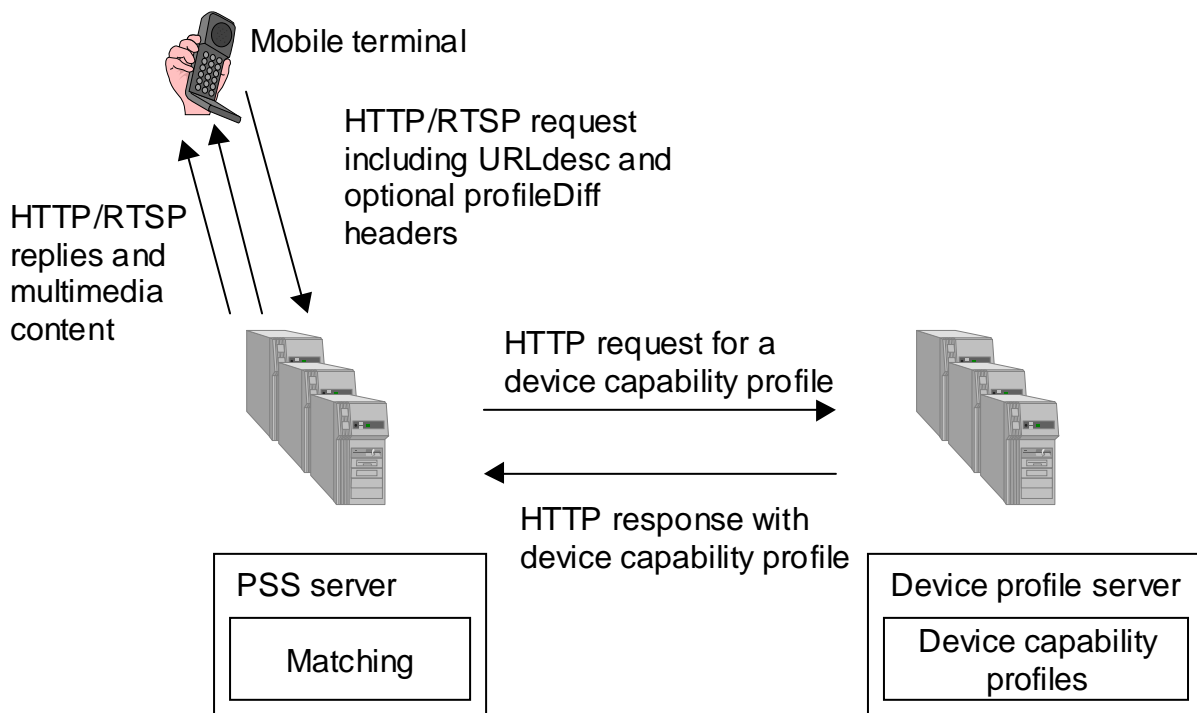 Mobile terminal
HTTP/RTSP request
including URLdesc and
optional profileDiff
headers
HTTP/RTSP
replies and
multimedia
content
HTTP request for a
device capability profile
HTTP response with
device capability profile
PSS server
Matching
Device profile server
Device capability
profiles